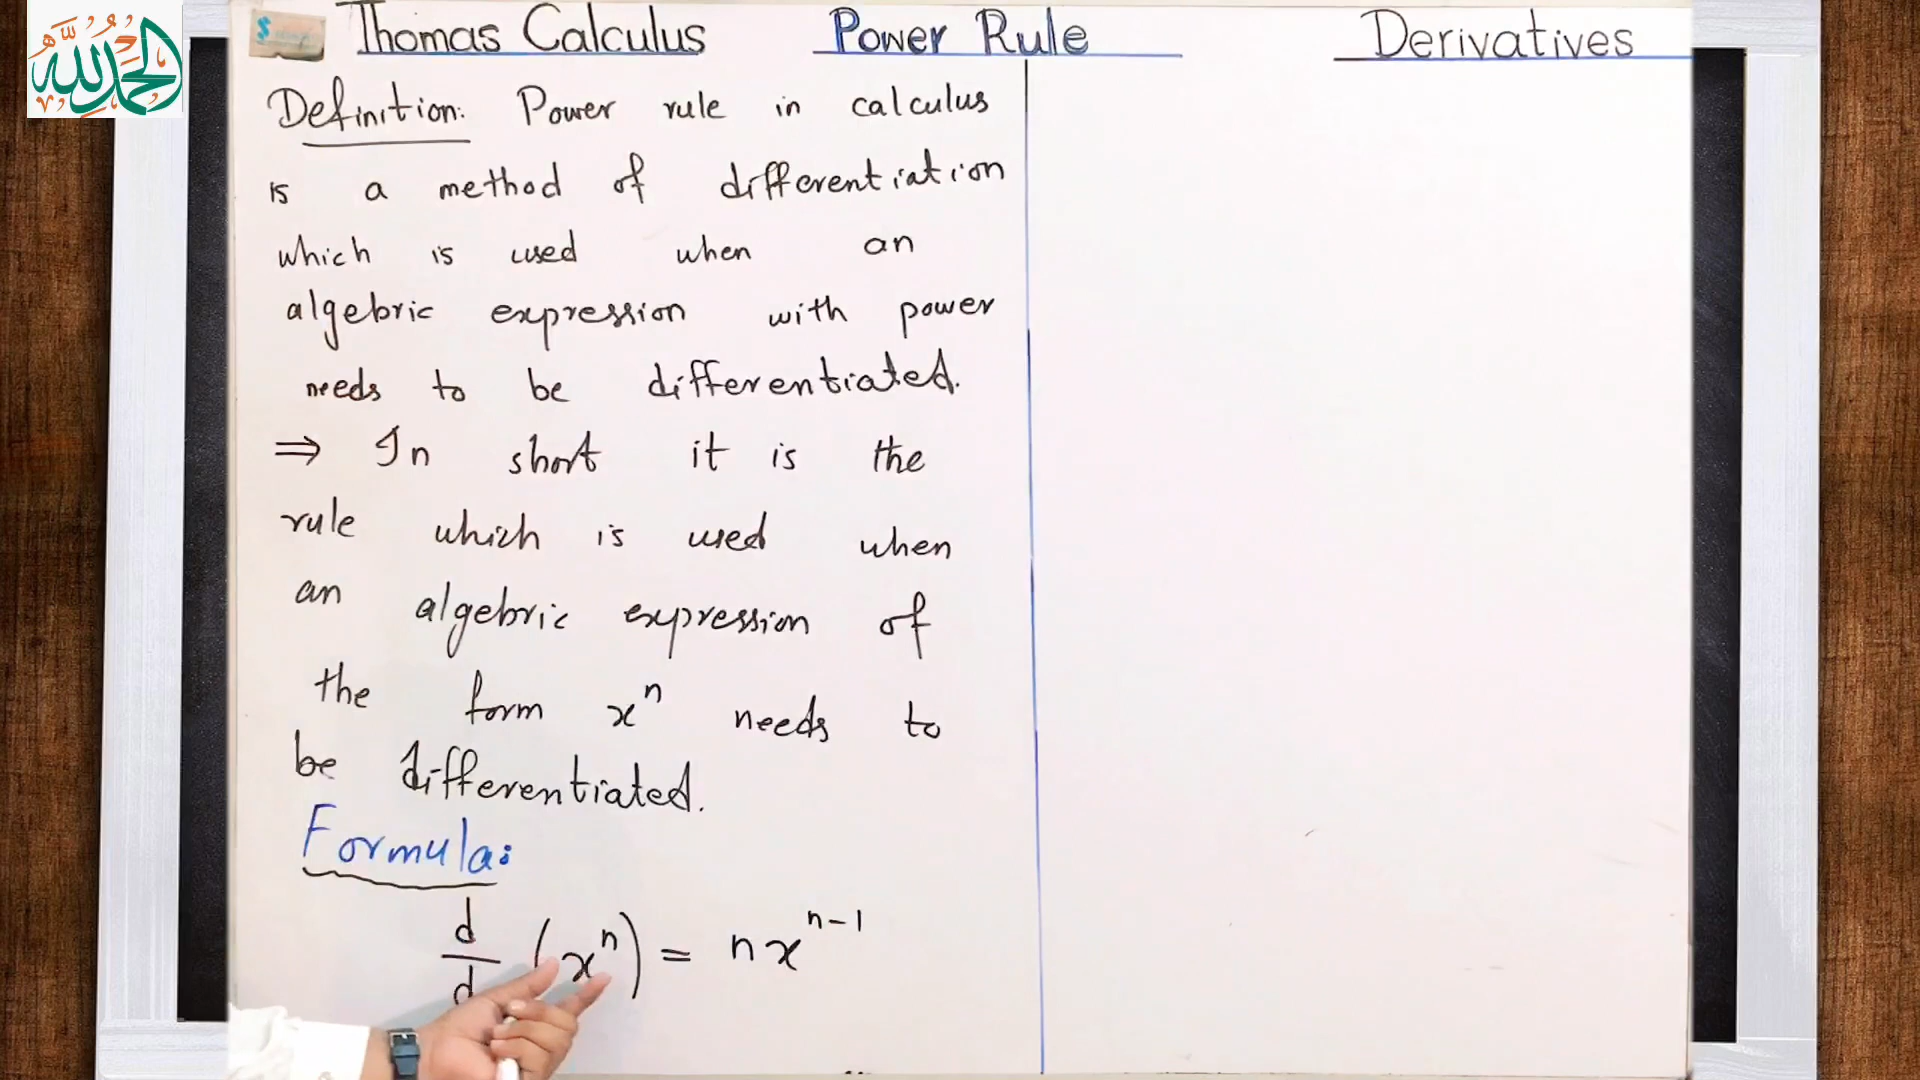 الحمد لله
Thomas Calculus Power Rule Derivatives
Definition: Power rule in calculus
is a method of differentiation
which is used when an
algebric expression with power
needs to be differentiated.
⇒ In short it is the
rule which is used when
an algebric expression of
the form xⁿ needs to
be differentiated.
Formula:
d/d (xⁿ) = nxⁿ⁻¹